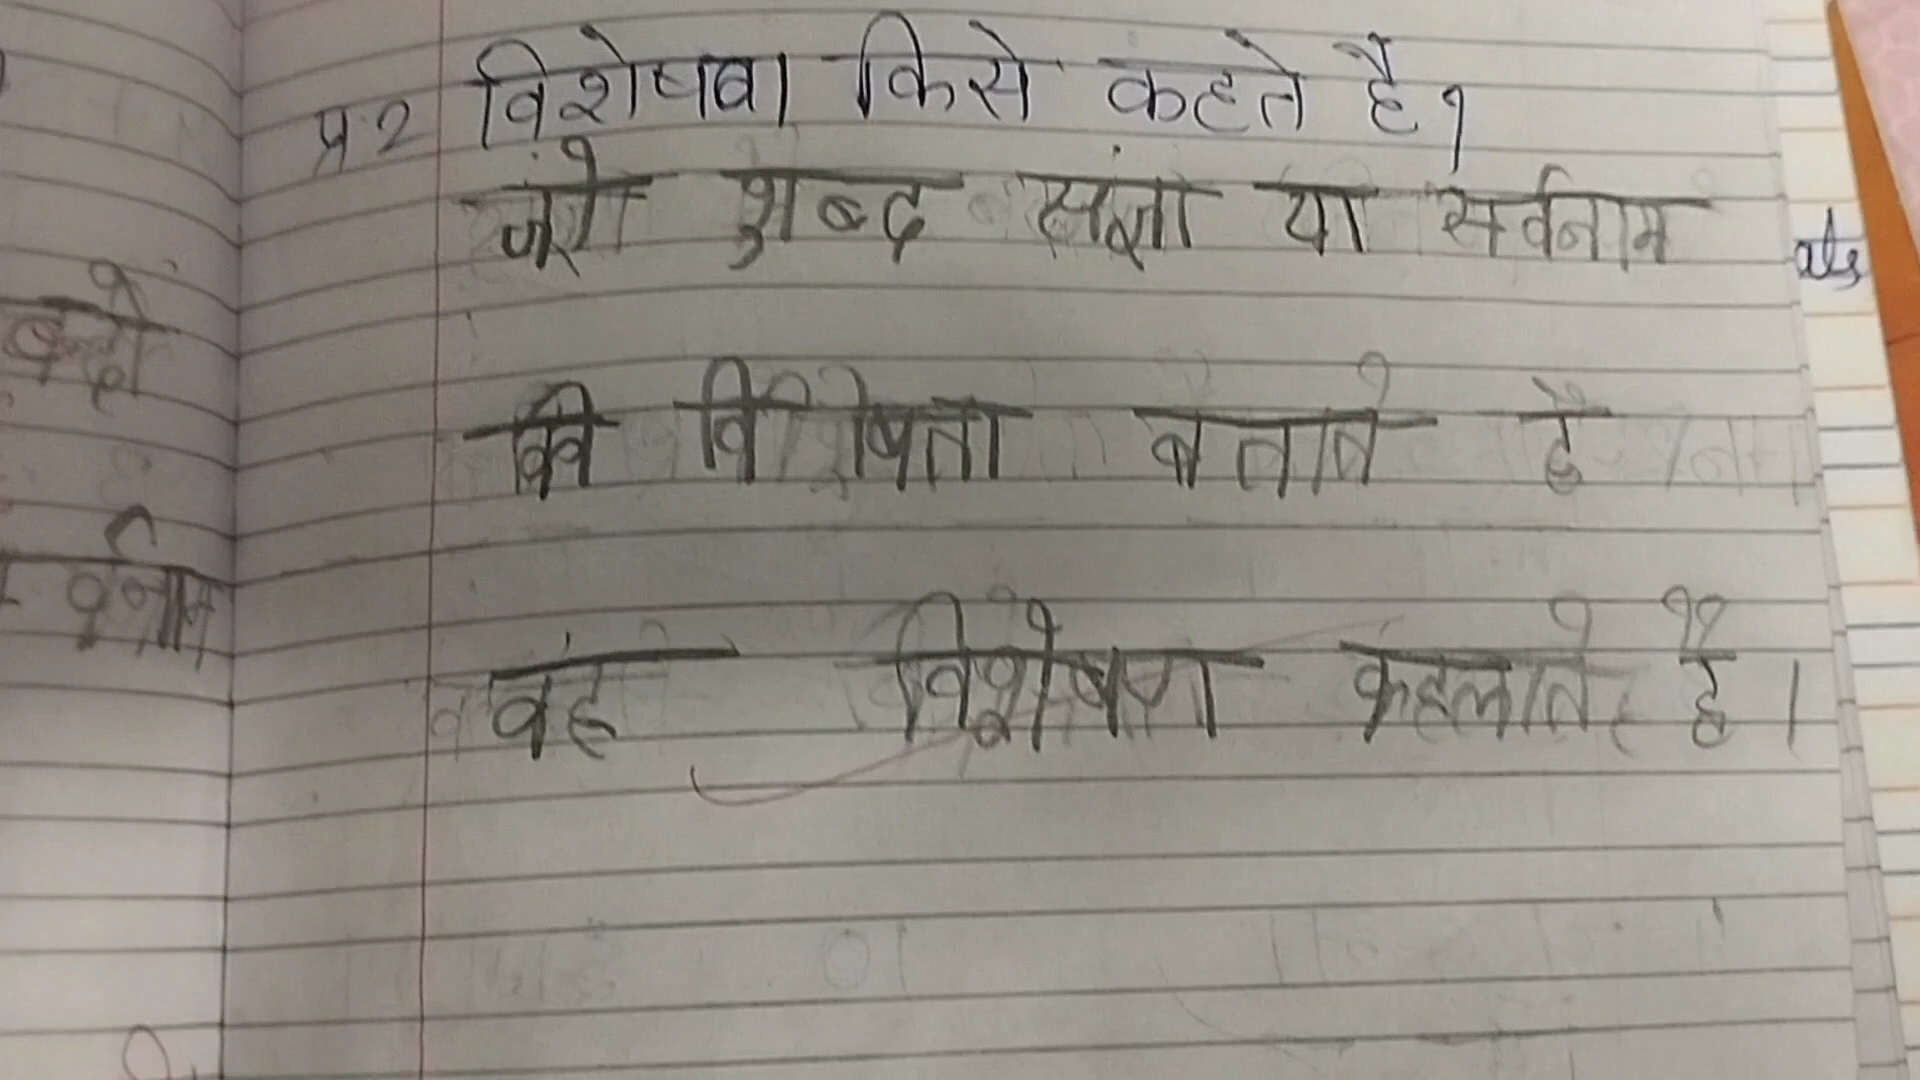 प्र.2 विशेषण किसे कहते है?
जो शब्द संज्ञा या सर्वनाम
की विशेषता बताते है
वह विशेषण कहलाते है।